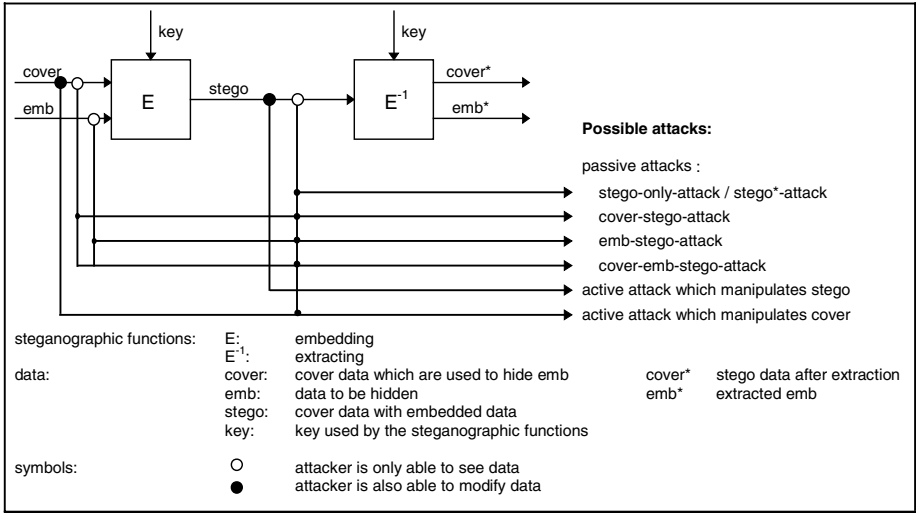 key
key
cover
emb
E
stego
E-1
cover*
emb*
Possible attacks:
passive attacks :
stego-only-attack / stego*-attack
cover-stego-attack
emb-stego-attack
cover-emb-stego-attack
active attack which manipulates stego
active attack which manipulates cover
steganographic functions: E: embedding
E-1: extracting
data: cover: cover data which are used to hide emb cover* stego data after extraction
emb: data to be hidden emb* extracted emb
stego: cover data with embedded data
key: key used by the steganographic functions
symbols: attacker is only able to see data
attacker is also able to modify data